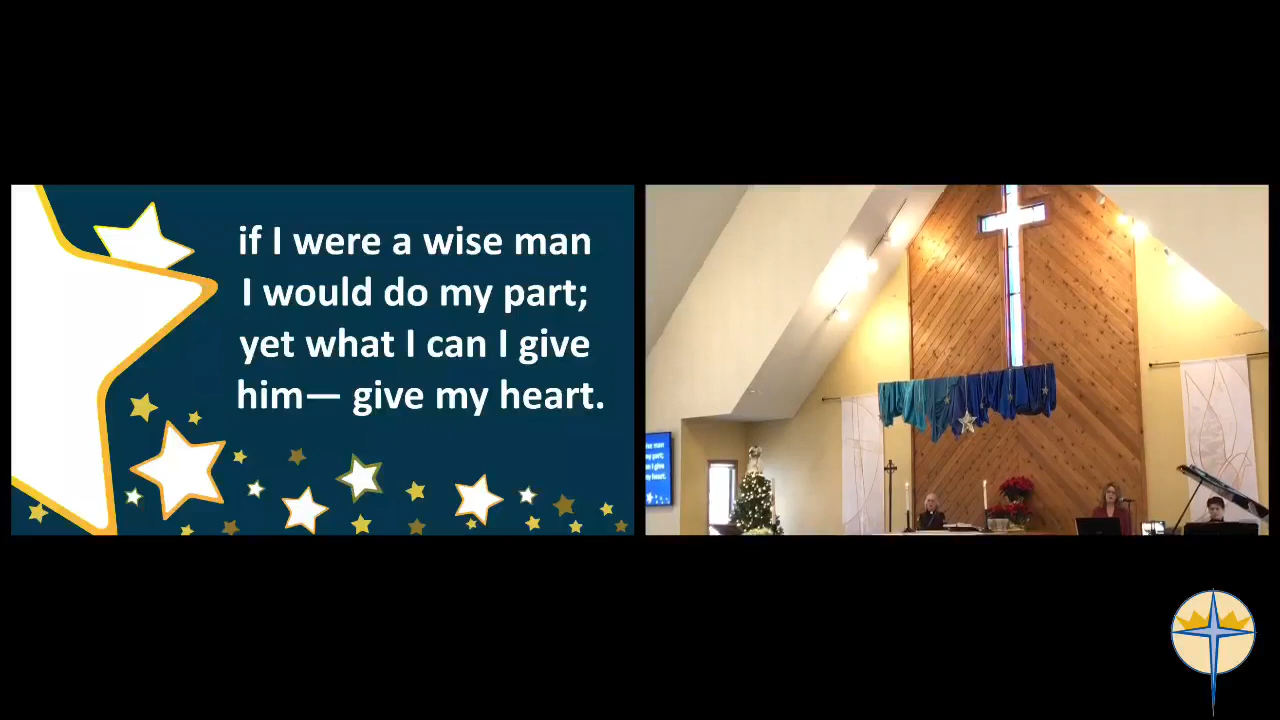 if I were a wise man
I would do my part;
yet what I can I give
him— give my heart.